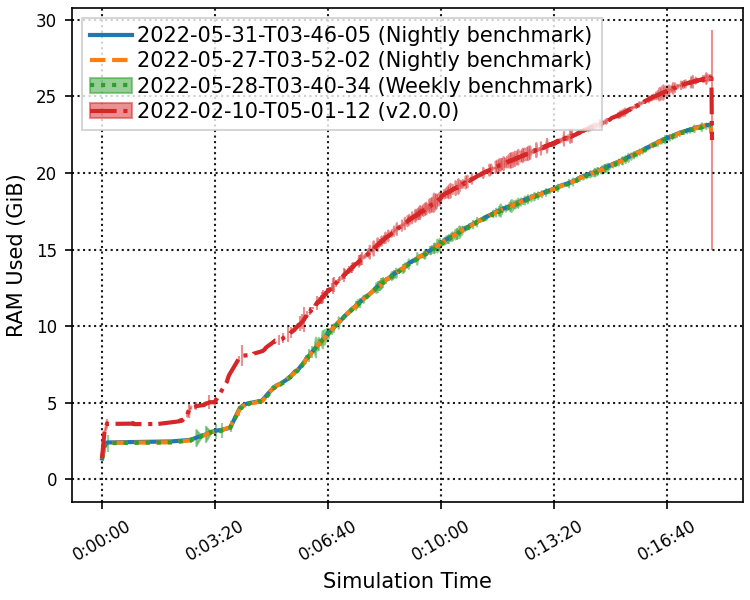 30
25
20
15
10
5
0
RAM Used (GiB)
2022-05-31-T03-46-05 (Nightly benchmark)
2022-05-27-T03-52-02 (Nightly benchmark)
2022-05-28-T03-40-34 (Weekly benchmark)
2022-02-10-T05-01-12 (v2.0.0)
0:00:00
0:03:20
0:06:40
0:10:00
0:13:20
0:16:40
Simulation Time